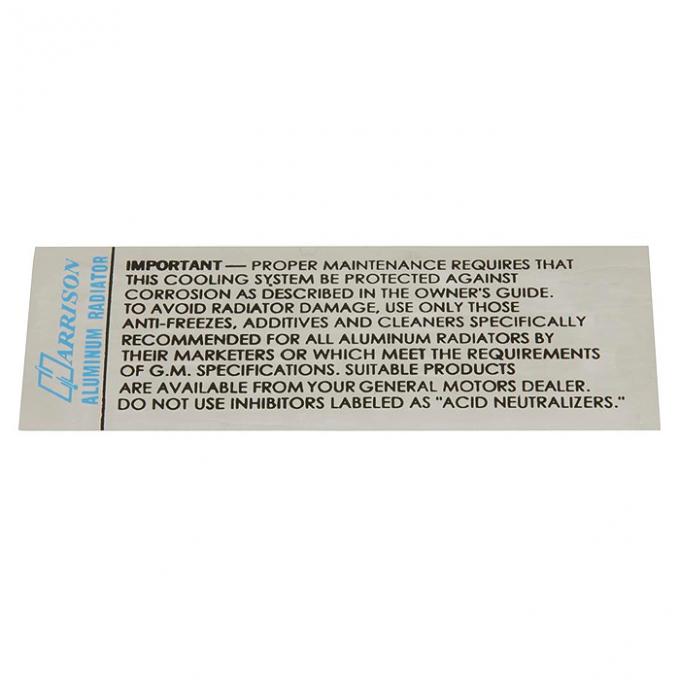 HARRISON
ALUMINUM RADIATOR
IMPORTANT — PROPER MAINTENANCE REQUIRES THAT
THIS COOLING SYSTEM BE PROTECTED AGAINST
CORROSION AS DESCRIBED IN THE OWNER'S GUIDE.
TO AVOID RADIATOR DAMAGE, USE ONLY THOSE
ANTI-FREEZES, ADDITIVES AND CLEANERS SPECIFICALLY
RECOMMENDED FOR ALL ALUMINUM RADIATORS BY
THEIR MARKETERS OR WHICH MEET THE REQUIREMENTS
OF G.M. SPECIFICATIONS. SUITABLE PRODUCTS
ARE AVAILABLE FROM YOUR GENERAL MOTORS DEALER.
DO NOT USE INHIBITORS LABELED AS "ACID NEUTRALIZERS."